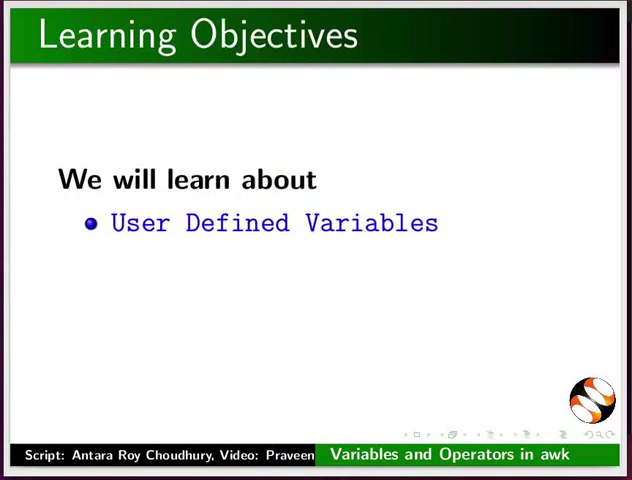 Learning Objectives
We will learn about
User Defined Variables
Script: Antara Roy Choudhury, Video: Praveen
Variables and Operators in awk